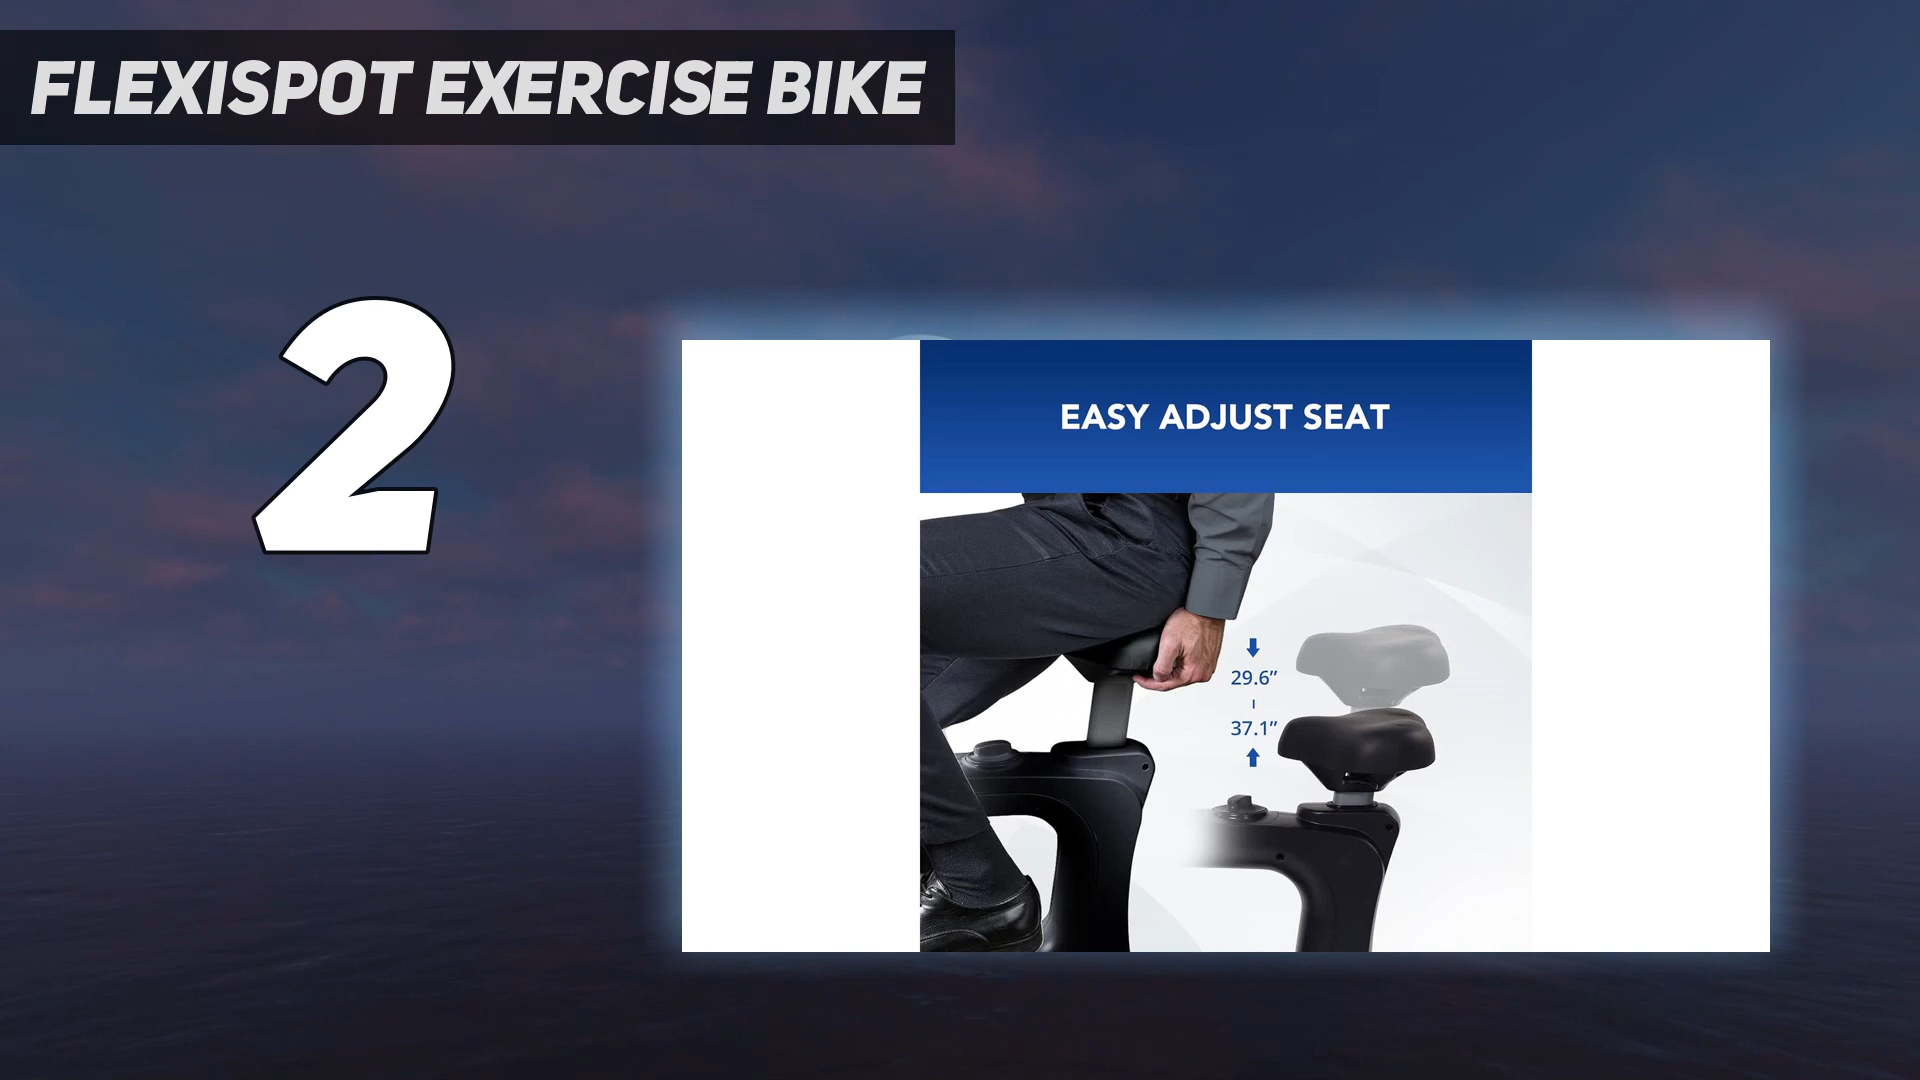 FLEXISPOT EXERCISE BIKE
2
EASY ADJUST SEAT
29.6”
-
37.1”